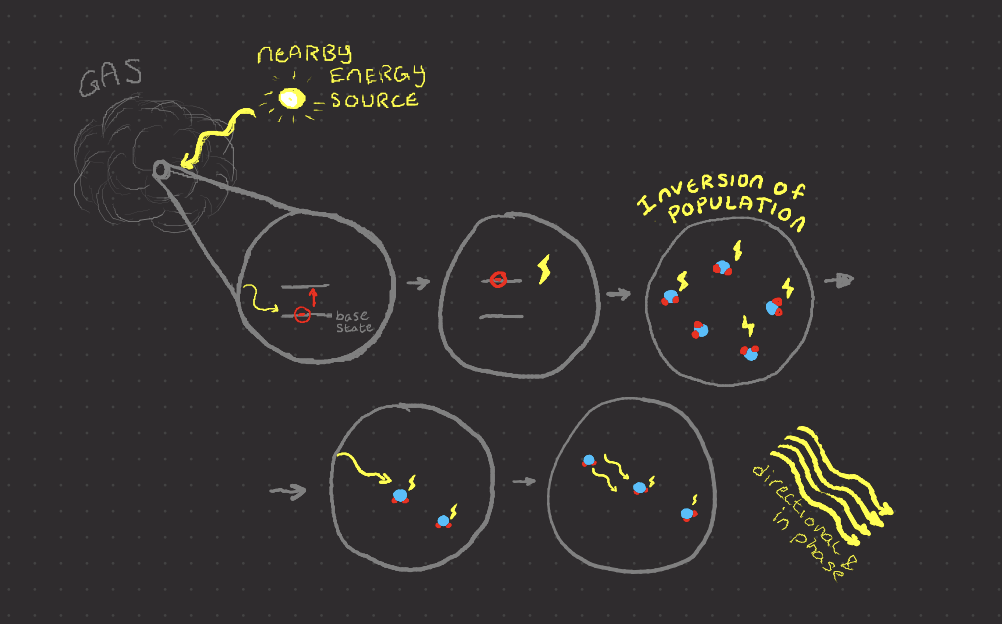 GAS
NEARBY
ENERGY
SOURCE
base
State
INVERSION OF
POPULATION
directional &
in phase